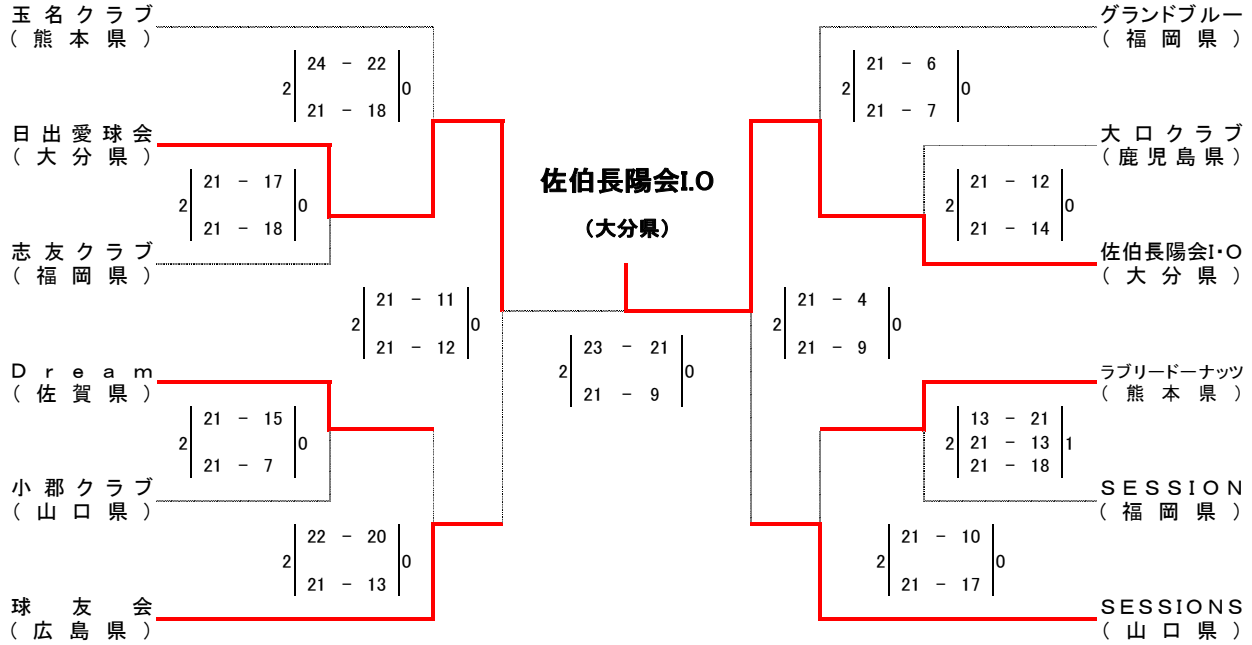 玉名クラブ
(熊本県)
24 - 22
2 0
21 - 18
日出愛球会
(大分県)
21 - 17
2 0
21 - 18
志友クラブ
(福岡県)
21 - 11
2 0
21 - 12
Dream
(佐賀県)
21 - 15
2 0
21 - 7
小郡クラブ
(山口県)
22 - 20
2 0
21 - 13
球友会
(広島県)
佐伯長陽会I.O
(大分県)
23 - 21
2 0
21 - 9
グランドブルー
(福岡県)
21 - 6
2 0
21 - 7
大口クラブ
(鹿児島県)
21 - 12
2 0
21 - 14
佐伯長陽会I・O
(大分県)
21 - 4
2 0
21 - 9
ラブリードーナッツ
(熊本県)
13 - 21
2 21 - 13 1
21 - 18
SESSION
(福岡県)
21 - 10
2 0
21 - 17
SESSIONS
(山口県)